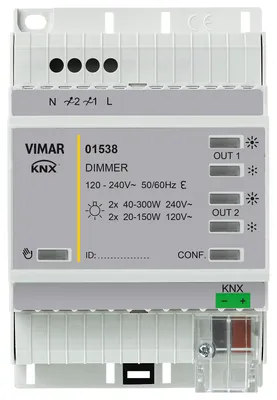 N 2 1 L
VIMAR
KNX
01538
DIMMER
120 - 240V~ 50/60Hz
2x 40-300W 240V~
2x 20-150W 120V~
OUT 1
OUT 2
ID:................
CONF.
KNX
- +